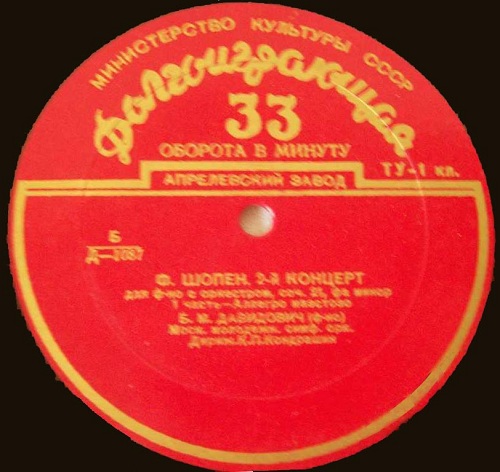 МИНИСТЕРСТВО КУЛЬТУРЫ СССР
Долгоиграющая
33
ОБОРОТА В МИНУТУ
ТУ-1 кл.
АПРЕЛЕВСКИЙ ЗАВОД
Б
Д—
Ф. ШОПЕН. 2-й КОНЦЕРТ
для ф-но с оркестром, соч. 21, фа минор
1 часть—Аллегро маэстозо
Б. М. ДАВИДОВИЧ (ф-но)
Моск. молодежн. симф. орк.
Дириж. К.П.Кондрашин